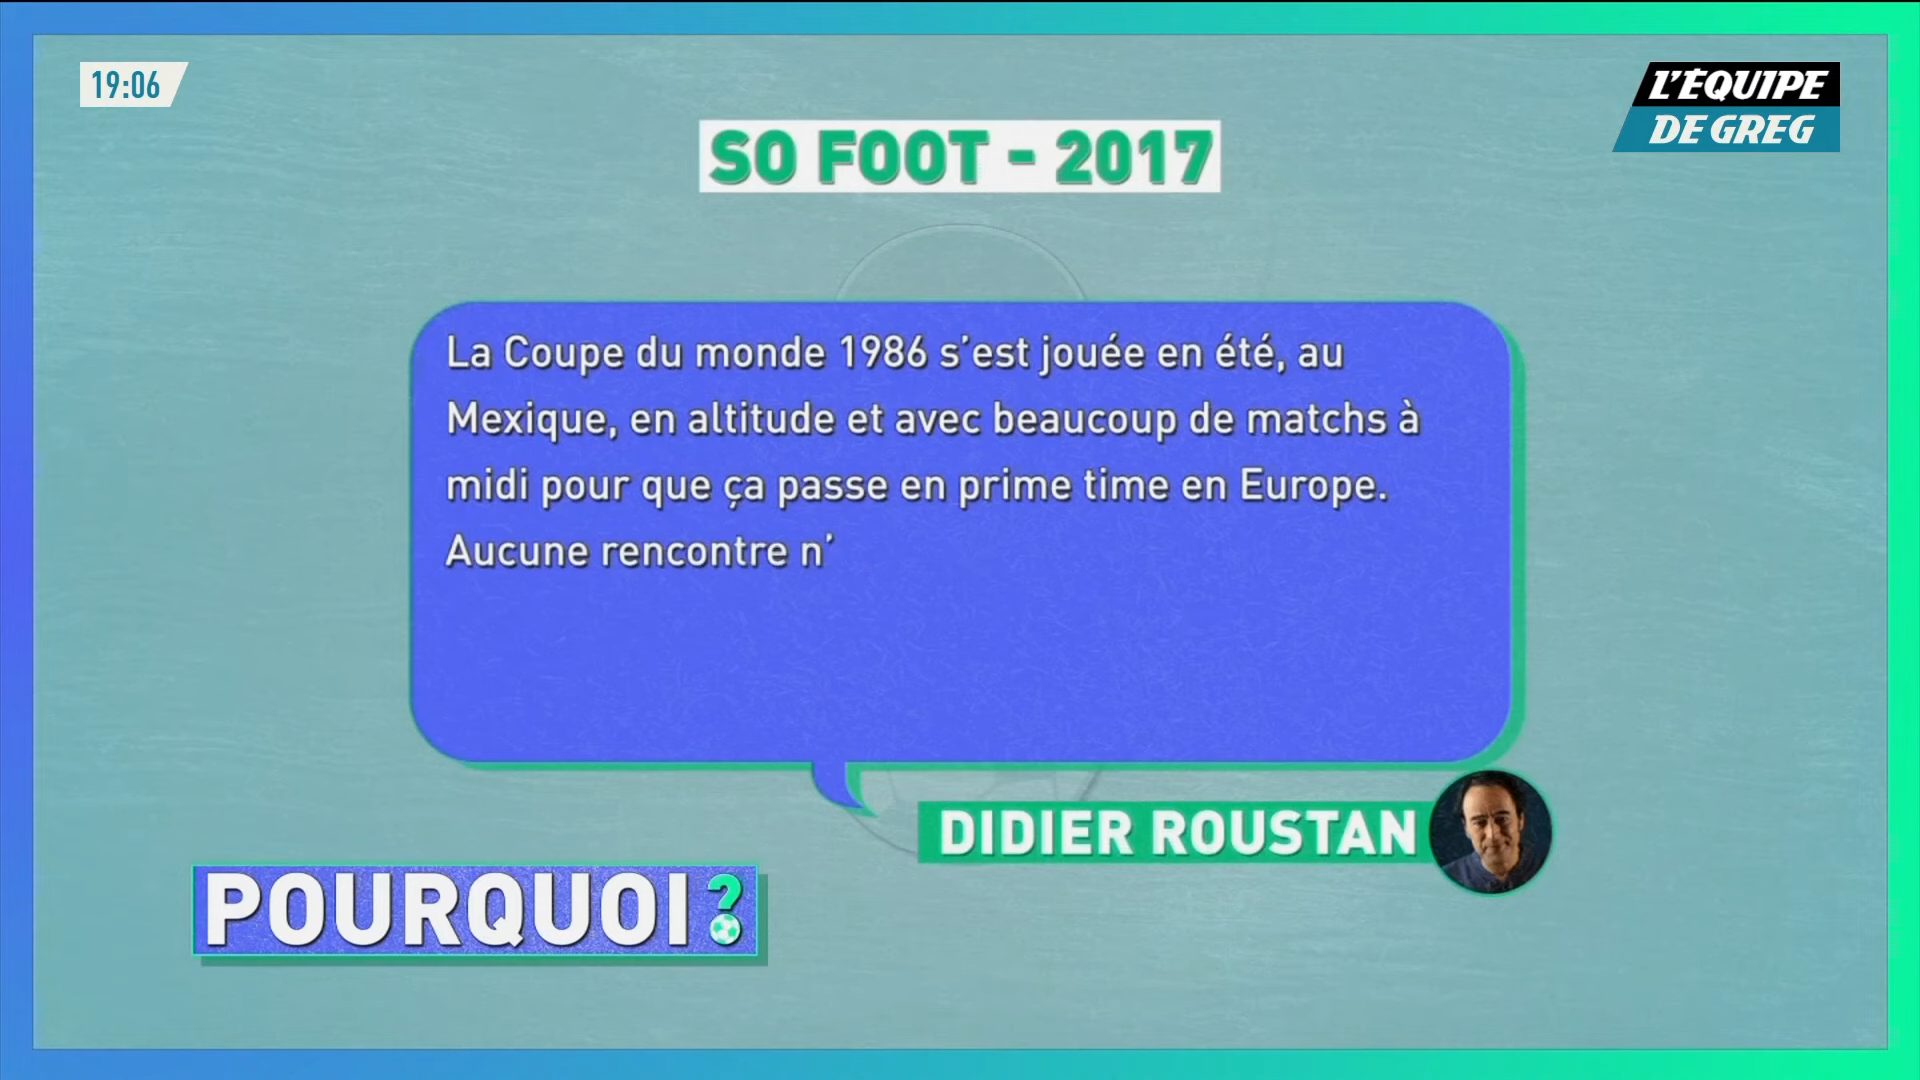 19:06
L'ÉQUIPE
DE GREG
SO FOOT - 2017
La Coupe du monde 1986 s'est jouée en été, au
Mexique, en altitude et avec beaucoup de matchs à
midi pour que ça passe en prime time en Europe.
Aucune rencontre n'
DIDIER ROUSTAN
POURQUOI ?